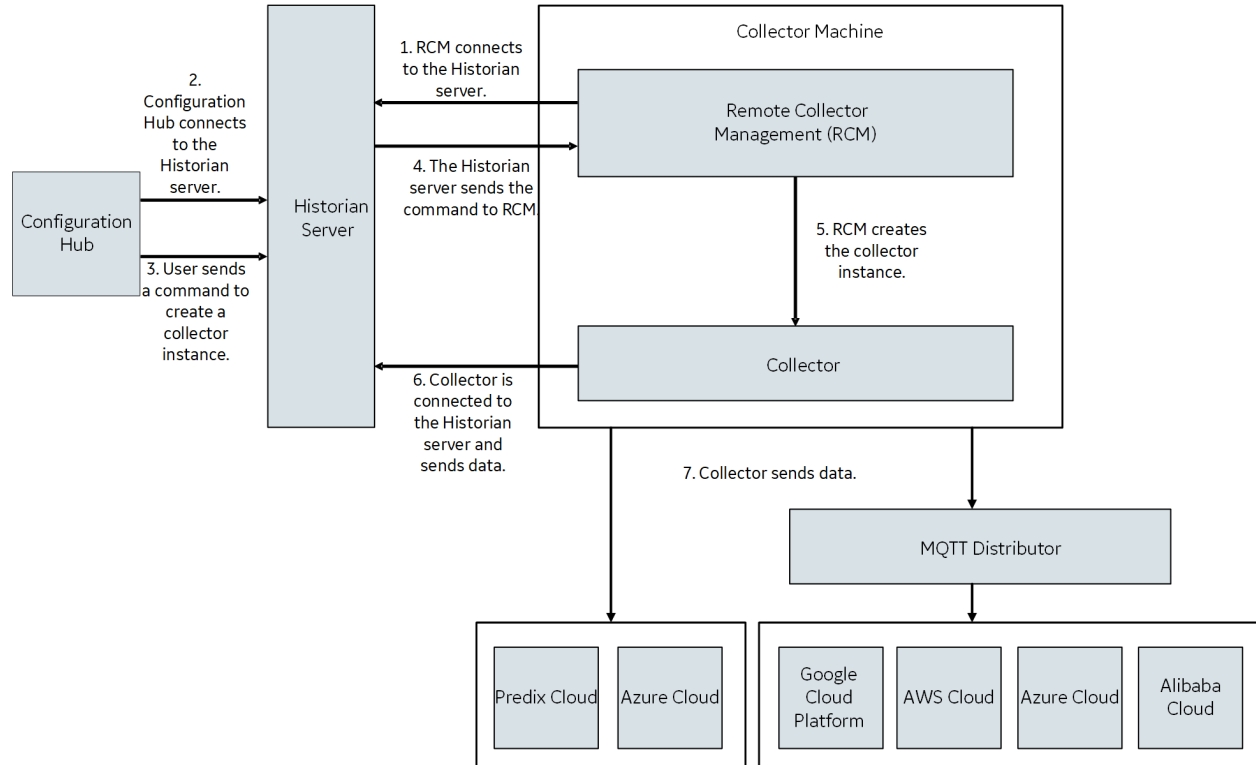 Collector Machine
1. RCM connects
to the Historian
server.
2.
Configuration
Hub connects
to the
Historian
server.
Remote Collector
Management (RCM)
4. The Historian
server sends the
command to RCM.
Configuration
Hub
Historian
Server
3. User sends
a command to
create a
collector
instance.
5. RCM creates
the collector
instance.
Collector
6. Collector is
connected to
the Historian
server and
sends data.
7. Collector sends data.
MQTT Distributor
Predix Cloud
Azure Cloud
Google
Cloud
Platform
AWS Cloud
Azure Cloud
Alibaba
Cloud